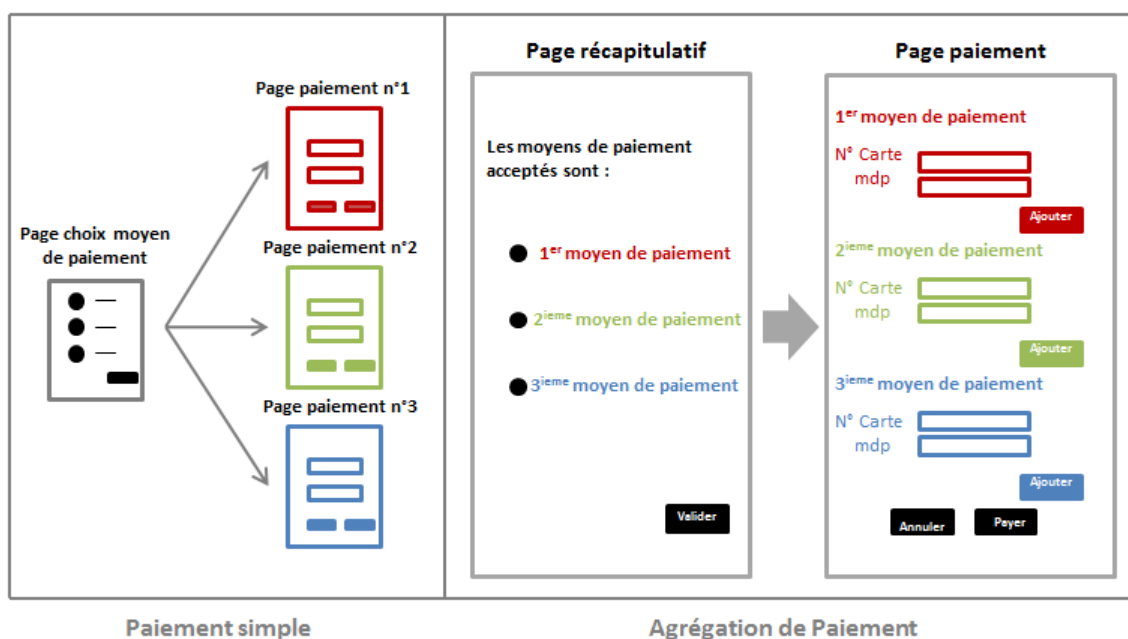 Page choix moyen
de paiement
Page paiement n°1
Page paiement n°2
Page paiement n°3
Paiement simple
Page récapitulatif
Les moyens de paiement
acceptés sont :
1er moyen de paiement
2ieme moyen de paiement
3ieme moyen de paiement
Valider
Page paiement
1er moyen de paiement
N° Carte
mdp
Ajouter
2ieme moyen de paiement
N° Carte
mdp
Ajouter
3ieme moyen de paiement
N° Carte
mdp
Ajouter
Annuler
Payer
Agrégation de Paiement